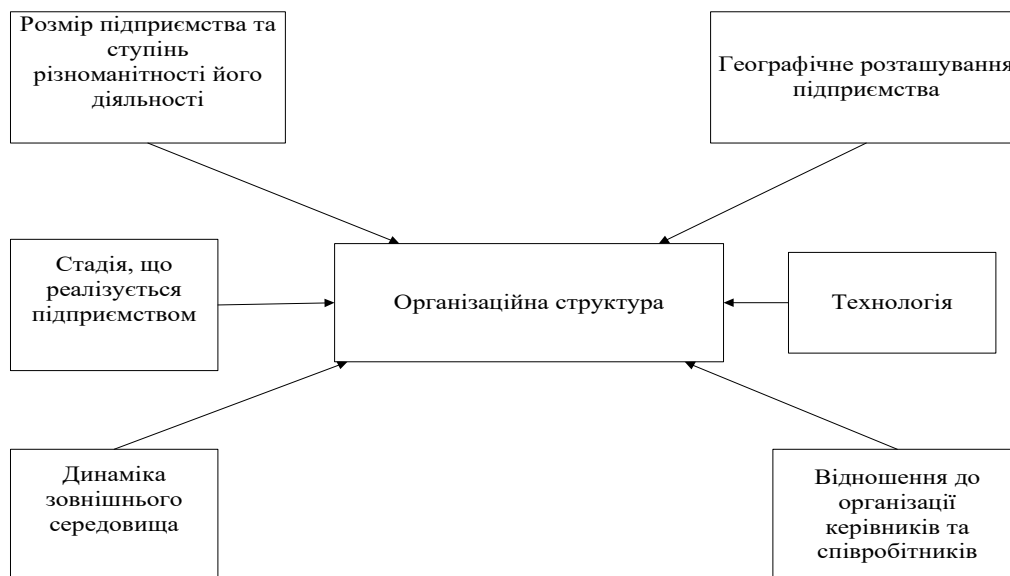 Розмір підприємства та
ступінь
різноманітності його
діяльності
Географічне розташування
підприємства
Стадія, що
реалізується
підприємством
Організаційна структура
Технологія
Динаміка
зовнішнього
середовища
Відношення до
організації
керівників та
співробітників